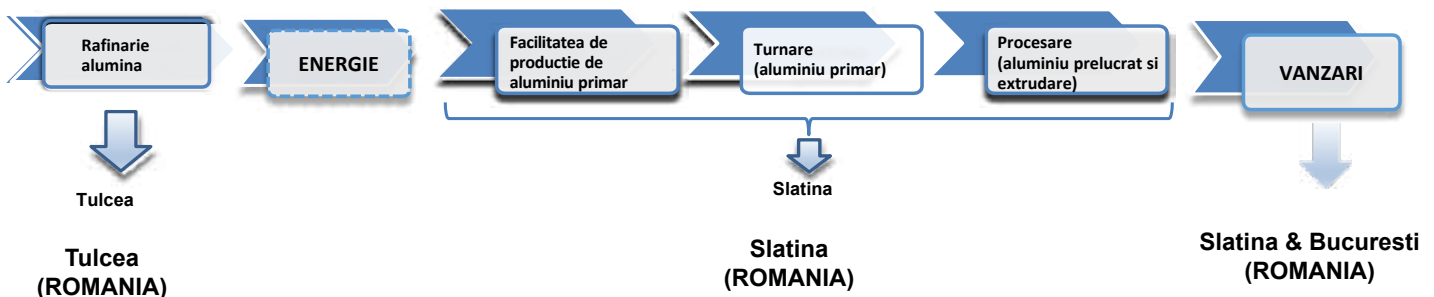 Rafinarie
alumina
ENERGIE
Facilitatea de
productie de
aluminiu primar
Turnare
(aluminiu primar)
Procesare
(aluminiu prelucrat si
extrudare)
VANZARI
Tulcea
Slatina
Tulcea
(ROMANIA)
Slatina
(ROMANIA)
Slatina & Bucuresti
(ROMANIA)